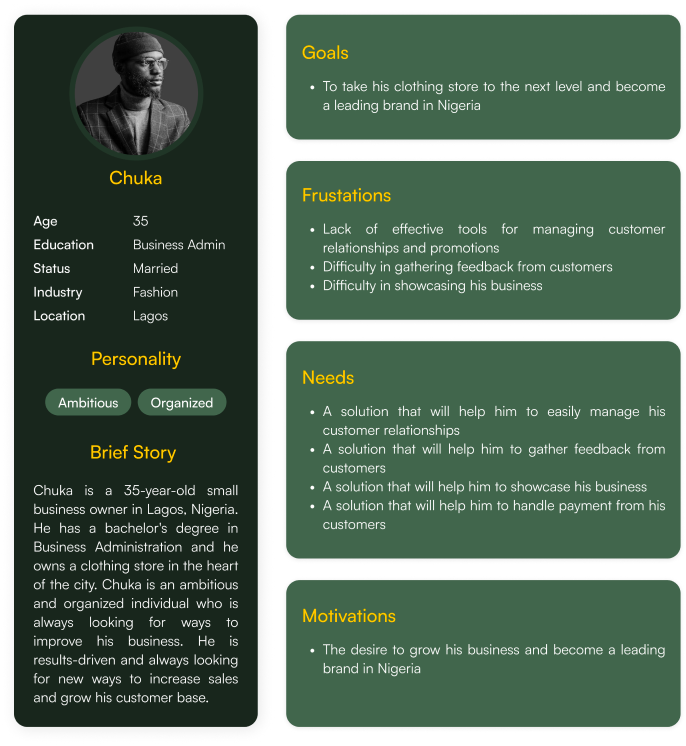 Chuka
Age 35
Education Business Admin
Status Married
Industry Fashion
Location Lagos
Personality
Ambitious Organized
Brief Story
Chuka is a 35-year-old small
business owner in Lagos, Nigeria.
He has a bachelor's degree in
Business Administration and he
owns a clothing store in the heart
of the city. Chuka is an ambitious
and organized individual who is
always looking for ways to
improve his business. He is
results-driven and always looking
for new ways to increase sales
and grow his customer base.
Goals
• To take his clothing store to the next level and become
a leading brand in Nigeria
Frustations
• Lack of effective tools for managing customer
relationships and promotions
• Difficulty in gathering feedback from customers
• Difficulty in showcasing his business
Needs
• A solution that will help him to easily manage his
customer relationships
• A solution that will help him to gather feedback from
customers
• A solution that will help him to showcase his business
• A solution that will help him to handle payment from his
customers
Motivations
• The desire to grow his business and become a leading
brand in Nigeria